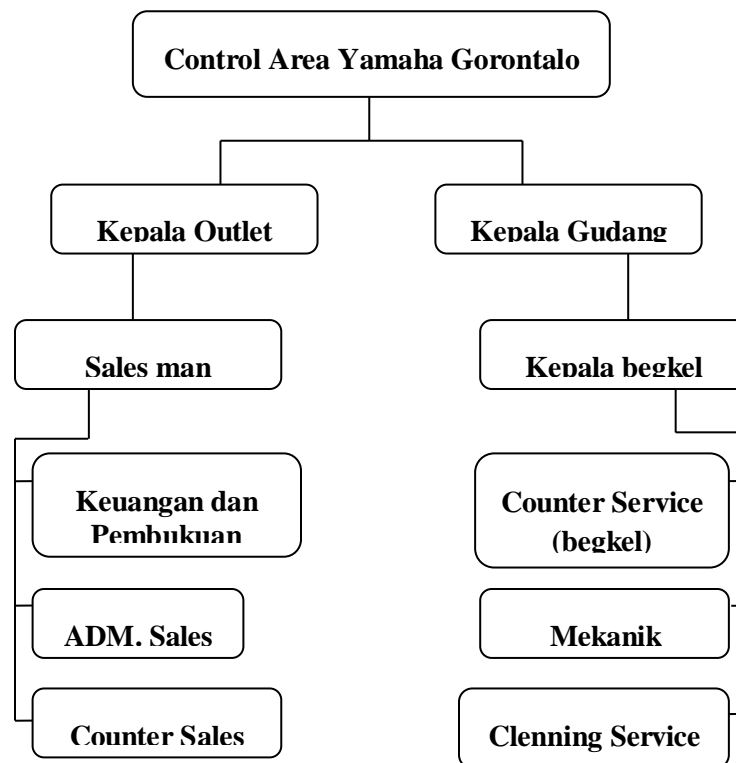 Control Area Yamaha Gorontalo
Kepala Outlet
Kepala Gudang
Sales man
Kepala begkel
Keuangan dan
Pembukuan
Counter Service
(begkel)
ADM. Sales
Mekanik
Counter Sales
Clenning Service